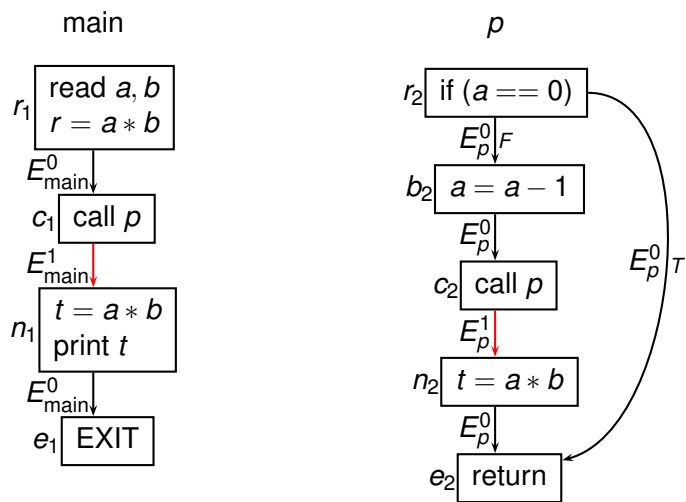 main
r₁
read a, b
r = a ∗ b
E⁰main
c₁
call p
E¹main
n₁
t = a ∗ b
print t
E⁰main
e₁
EXIT
p
r₂
if (a == 0)
E⁰p F
b₂
a = a − 1
E⁰p
c₂
call p
E¹p
n₂
t = a ∗ b
E⁰p
e₂
return
E⁰p T